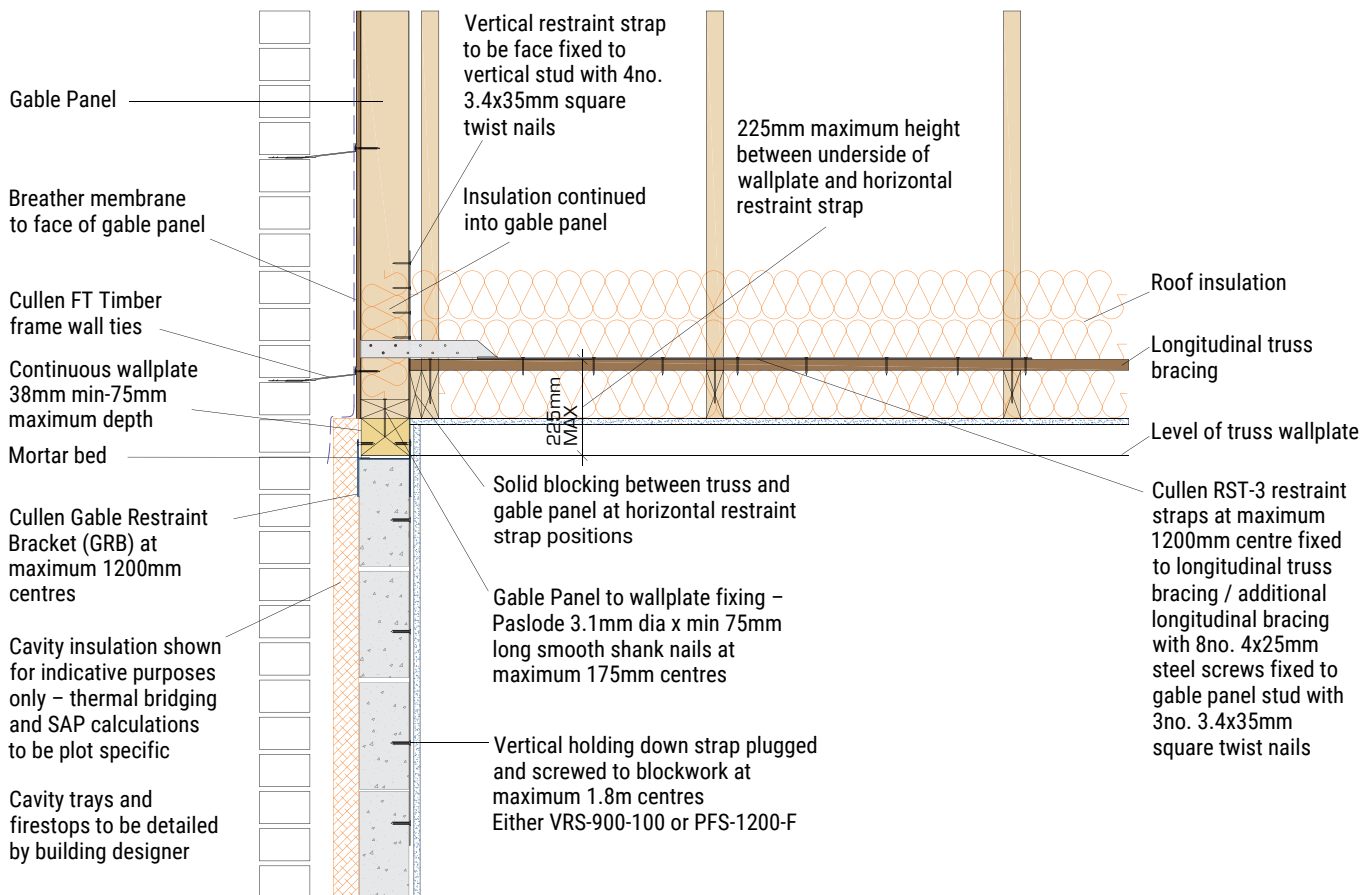 Gable Panel
Breather membrane
to face of gable panel
Cullen FT Timber
frame wall ties
Continuous wallplate
38mm min-75mm
maximum depth
Mortar bed
Cullen Gable Restraint
Bracket (GRB) at
maximum 1200mm
centres
Cavity insulation shown
for indicative purposes
only – thermal bridging
and SAP calculations
to be plot specific
Cavity trays and
firestops to be detailed
by building designer
Vertical restraint strap
to be face fixed to
vertical stud with 4no.
3.4x35mm square
twist nails
Insulation continued
into gable panel
225mm maximum height
between underside of
wallplate and horizontal
restraint strap
225mm
MAX
Solid blocking between truss and
gable panel at horizontal restraint
strap positions
Gable Panel to wallplate fixing –
Paslode 3.1mm dia x min 75mm
long smooth shank nails at
maximum 175mm centres
Vertical holding down strap plugged
and screwed to blockwork at
maximum 1.8m centres
Either VRS-900-100 or PFS-1200-F
Roof insulation
Longitudinal truss
bracing
Level of truss wallplate
Cullen RST-3 restraint
straps at maximum
1200mm centre fixed
to longitudinal truss
bracing / additional
longitudinal bracing
with 8no. 4x25mm
steel screws fixed to
gable panel stud with
3no. 3.4x35mm
square twist nails